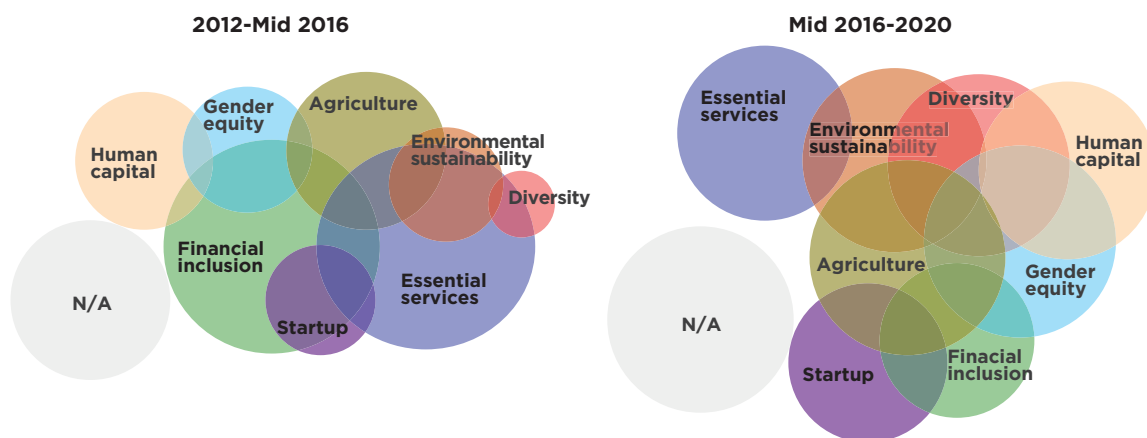 2012-Mid 2016
Gender
equity
Agriculture
Human
capital
Environmental
sustainability
Diversity
Financial
inclusion
Essential
services
N/A
Startup
Mid 2016-2020
Essential
services
Diversity
Environmental
sustainability
Human
capital
Agriculture
Gender
equity
N/A
Startup
Finacial
inclusion